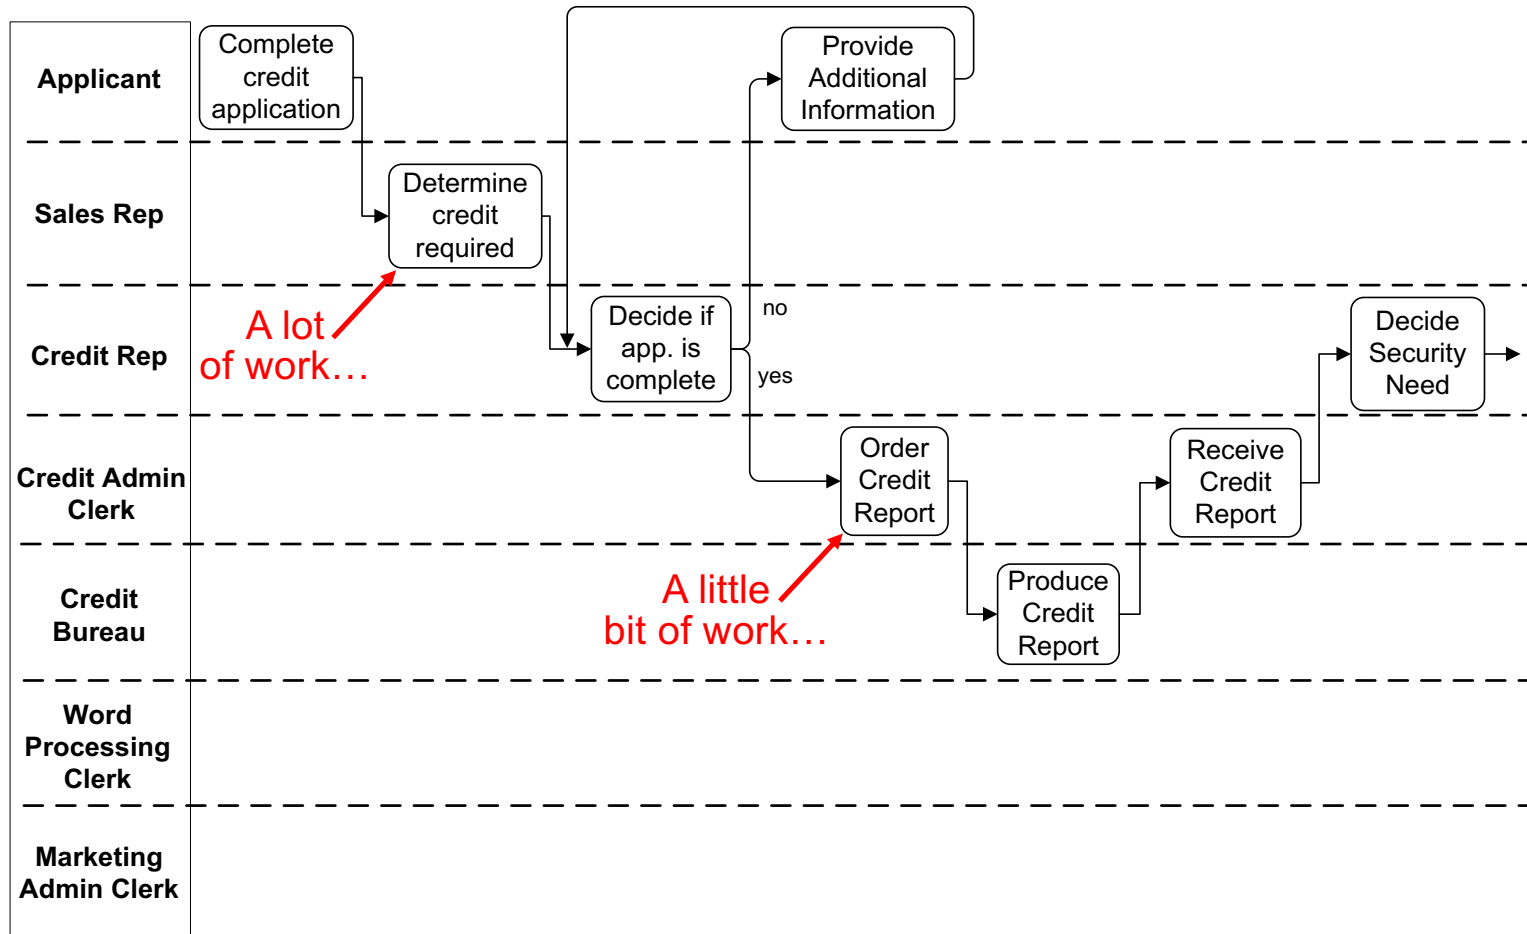 Applicant
Complete
credit
application
Provide
Additional
Information
Sales Rep
Determine
credit
required
A lot
of work…
Credit Rep
Decide if
app. is
complete
no
yes
Decide
Security
Need
Credit Admin
Clerk
Order
Credit
Report
Receive
Credit
Report
A little
bit of work…
Credit
Bureau
Produce
Credit
Report
Word
Processing
Clerk
Marketing
Admin Clerk